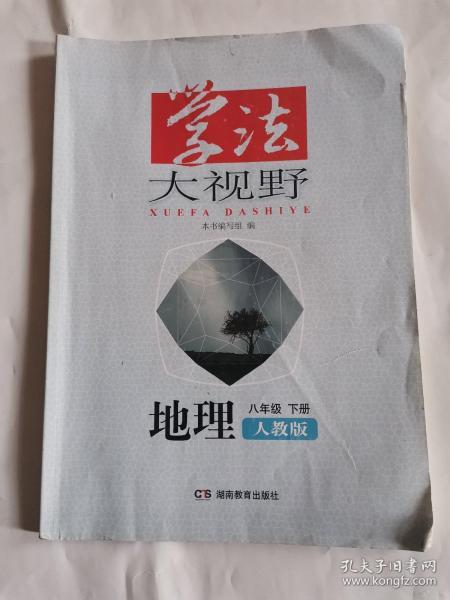 学法
大视野
XUEFA DASHIYE
本书编写组 编
地理
八年级 下册
人教版
CTS 湖南教育出版社
孔夫子旧书网
www.kongfz.com